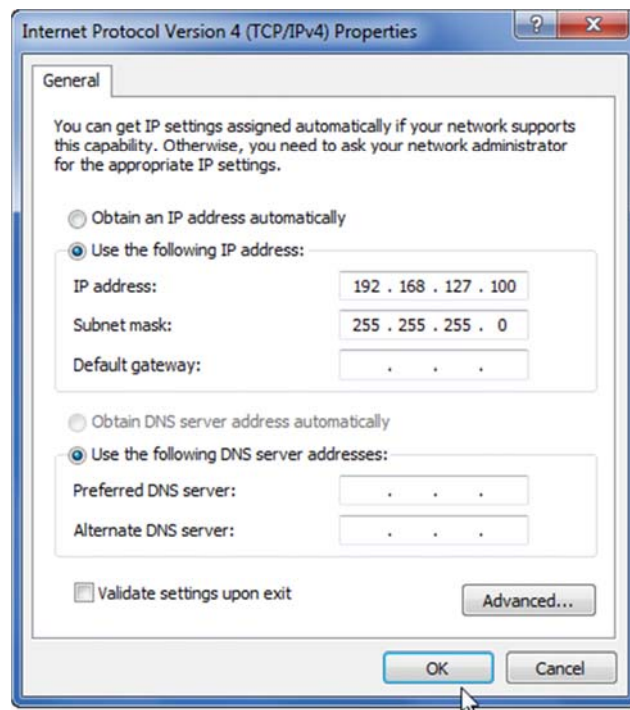 Internet Protocol Version 4 (TCP/IPv4) Properties
General
You can get IP settings assigned automatically if your network supports
this capability. Otherwise, you need to ask your network administrator
for the appropriate IP settings.
Obtain an IP address automatically
Use the following IP address:
IP address: 192 . 168 . 127 . 100
Subnet mask: 255 . 255 . 255 . 0
Default gateway: . . .
Obtain DNS server address automatically
Use the following DNS server addresses:
Preferred DNS server: . . .
Alternate DNS server: . . .
Validate settings upon exit
Advanced...
OK Cancel